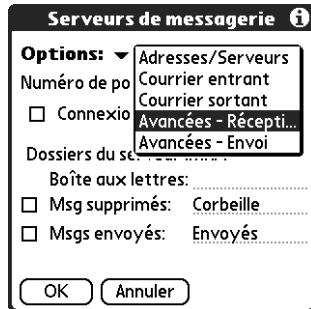 Serveurs de messagerie
Options:
Adresses/Serveurs
Courrier entrant
Courrier sortant
Avancées - Récepti...
Avancées - Envoi
Numéro de po
Connexio
Dossiers du
Boîte aux lettres:
Msg supprimés: Corbeille
Msgs envoyés: Envoyés
OK Annuler